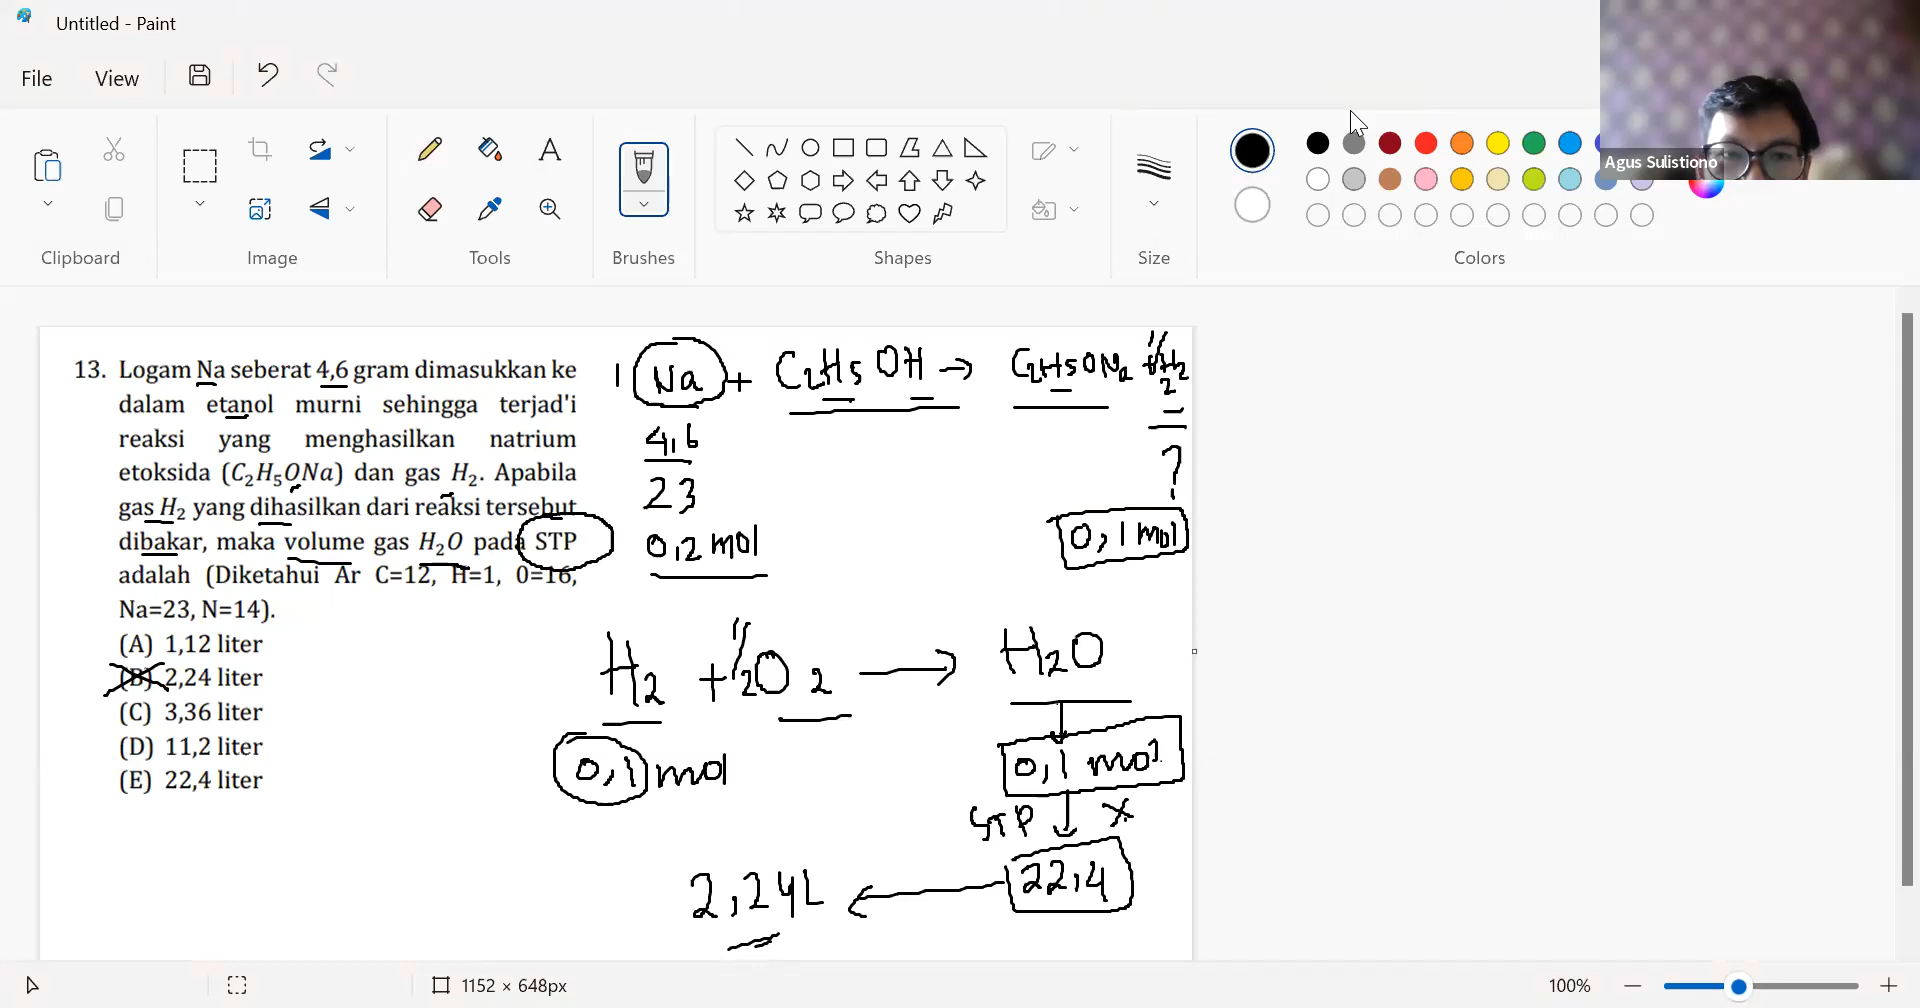 Untitled - Paint
File View
Clipboard
Image
Tools
Brushes
Shapes
Size
Colors
Agus Sulistiono
13. Logam Na seberat 4,6 gram dimasukkan ke
dalam etanol murni sehingga terjad'i
reaksi yang menghasilkan natrium
etoksida (C₂H₅ONa) dan gas H₂. Apabila
gas H₂ yang dihasilkan dari reaksi tersebut
dibakar, maka volume gas H₂O pada STP
adalah (Diketahui Ar C=12, H=1, 0=16,
Na=23, N=14).
(A) 1,12 liter
(B) 2,24 liter
(C) 3,36 liter
(D) 11,2 liter
(E) 22,4 liter
1 Na + C₂H₅OH → C₂H₅ONa + ½H₂
4,6
23
0,2 mol
?
0,1 mol
H₂ + ½O₂ → H₂O
0,1 mol
0,1 mol
STP ↓ X
22,4
2,24L
1152 × 648px
100%